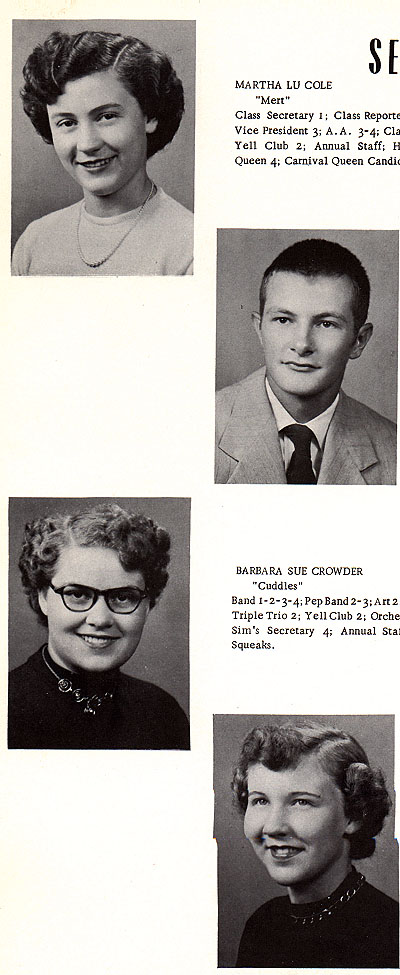 SE
MARTHA LU COLE
"Mert"
Class Secretary 1; Class Reporte
Vice President 3; A.A. 3-4; Cla
Yell Club 2; Annual Staff; H
Queen 4; Carnival Queen Candid
BARBARA SUE CROWDER
"Cuddles"
Band 1-2-3-4; Pep Band 2-3; Art 2
Triple Trio 2; Yell Club 2; Orche
Sim's Secretary 4; Annual Staf
Squeaks.